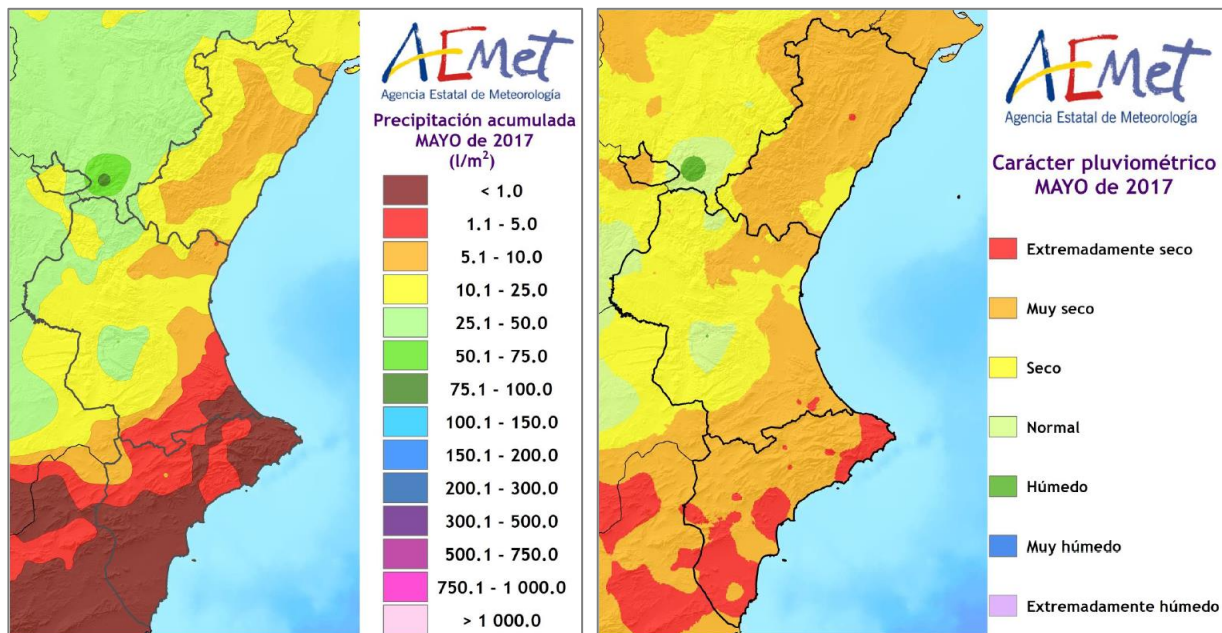 AEMet
Agencia Estatal de Meteorología
Precipitación acumulada
MAYO de 2017
(l/m²)
< 1.0
1.1 - 5.0
5.1 - 10.0
10.1 - 25.0
25.1 - 50.0
50.1 - 75.0
75.1 - 100.0
100.1 - 150.0
150.1 - 200.0
200.1 - 300.0
300.1 - 500.0
500.1 - 750.0
750.1 - 1 000.0
> 1 000.0
AEMet
Agencia Estatal de Meteorología
Carácter pluviométrico
MAYO de 2017
Extremadamente seco
Muy seco
Seco
Normal
Húmedo
Muy húmedo
Extremadamente húmedo